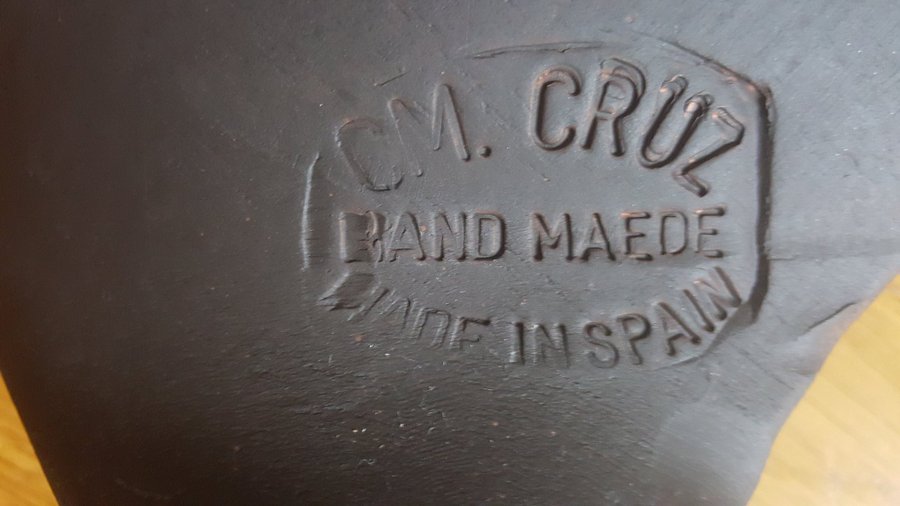 CM. CRUZ
HAND MAEDE
MADE IN SPAIN